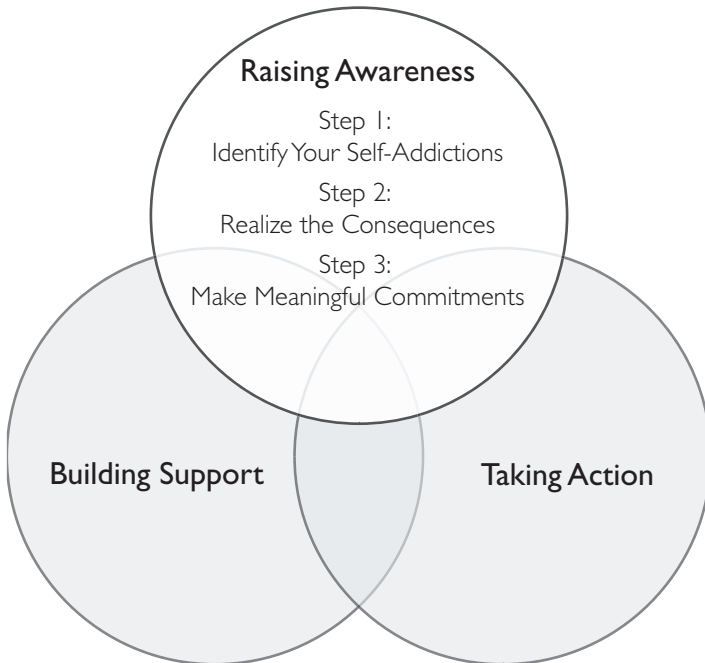 Raising Awareness
Step 1:
Identify Your Self-Addictions
Step 2:
Realize the Consequences
Step 3:
Make Meaningful Commitments
Building Support
Taking Action